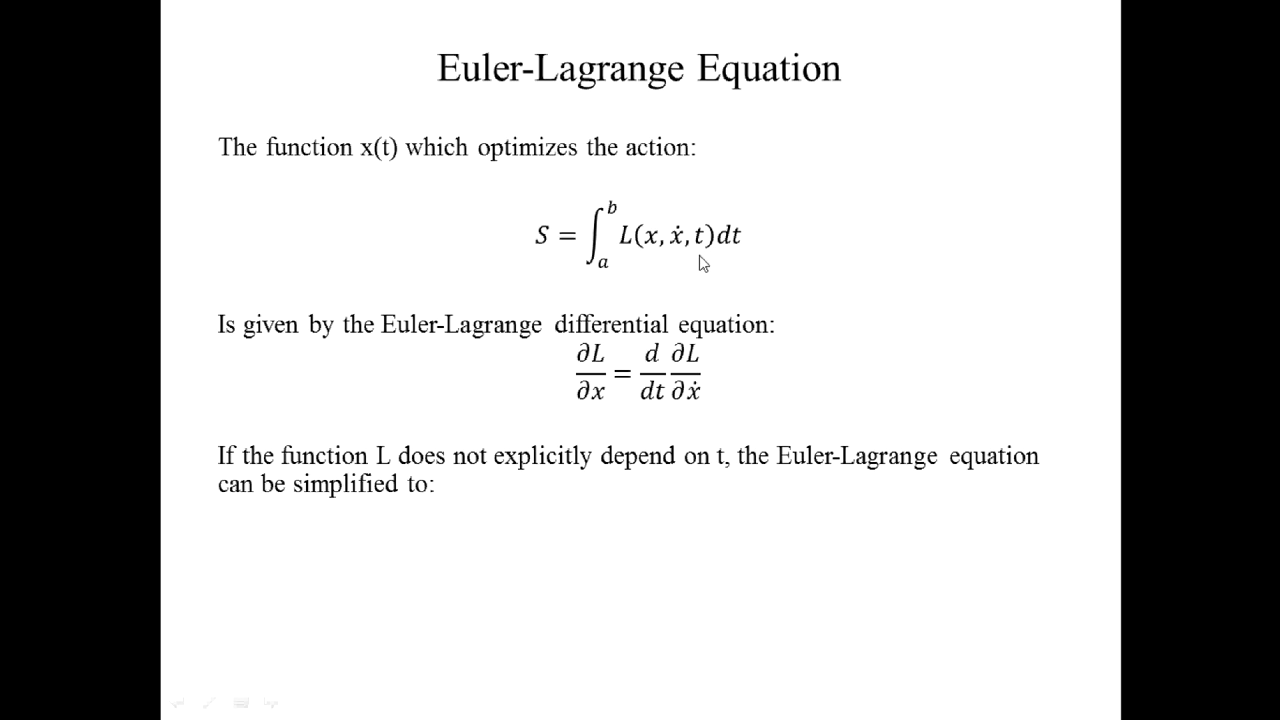 Euler-Lagrange Equation
The function x(t) which optimizes the action:
S = ∫_a^b L(x, ẋ, t)dt
Is given by the Euler-Lagrange differential equation:
∂L/∂x = d/dt ∂L/∂ẋ
If the function L does not explicitly depend on t, the Euler-Lagrange equation
can be simplified to: